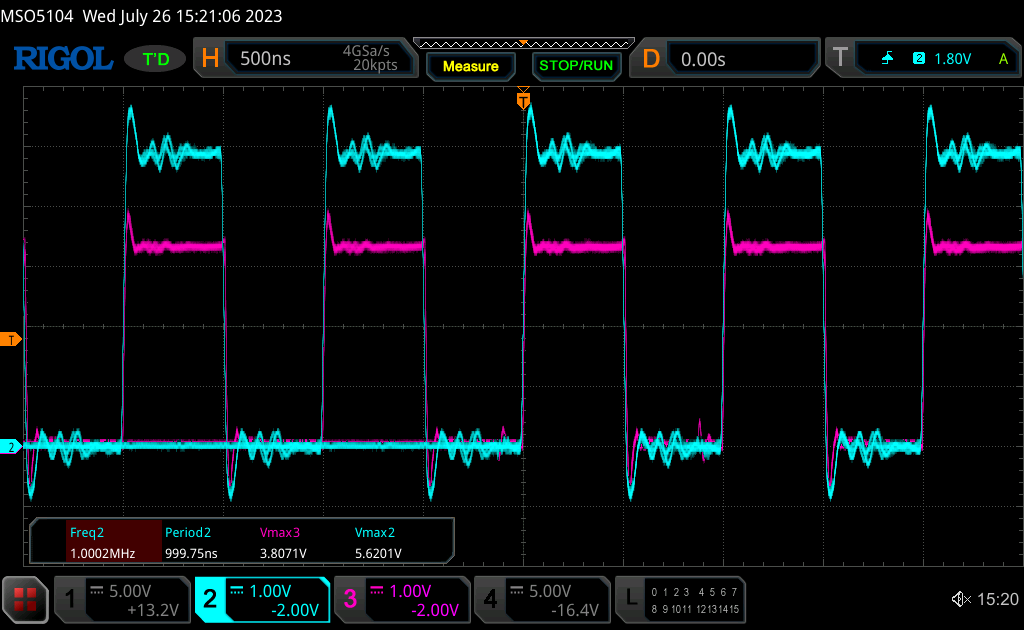 MSO5104 Wed July 26 15:21:06 2023
RIGOL T'D H 500ns 4GSa/s 20kpts Measure STOP/RUN D 0.00s T 2 1.80V A
T
T
2
Freq2 Period2 Vmax3 Vmax2
1.0002MHz 999.75ns 3.8071V 5.6201V
1 5.00V +13.2V 2 1.00V -2.00V 3 1.00V -2.00V 4 5.00V -16.4V L 0 1 2 3 4 5 6 7
8 9 10 11 12 13 14 15
15:20